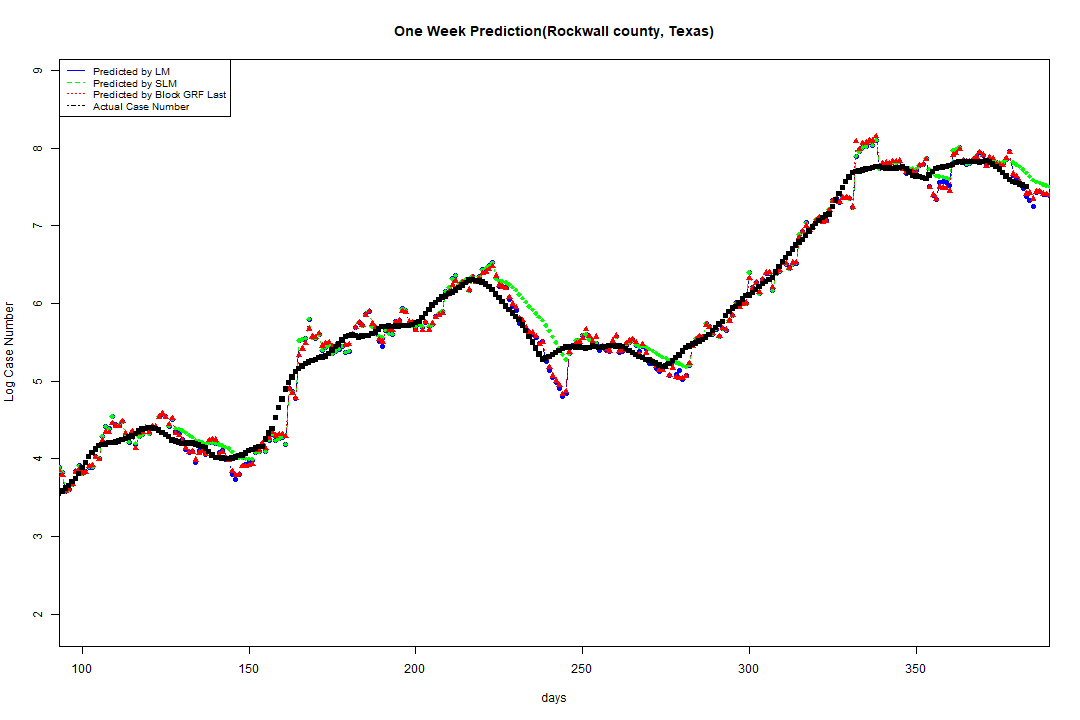 One Week Prediction(Rockwall county, Texas)
Predicted by LM
Predicted by SLM
Predicted by Block GRF Last
Actual Case Number
9
8
7
6
5
4
3
2
Log Case Number
100 150 200 250 300 350
days